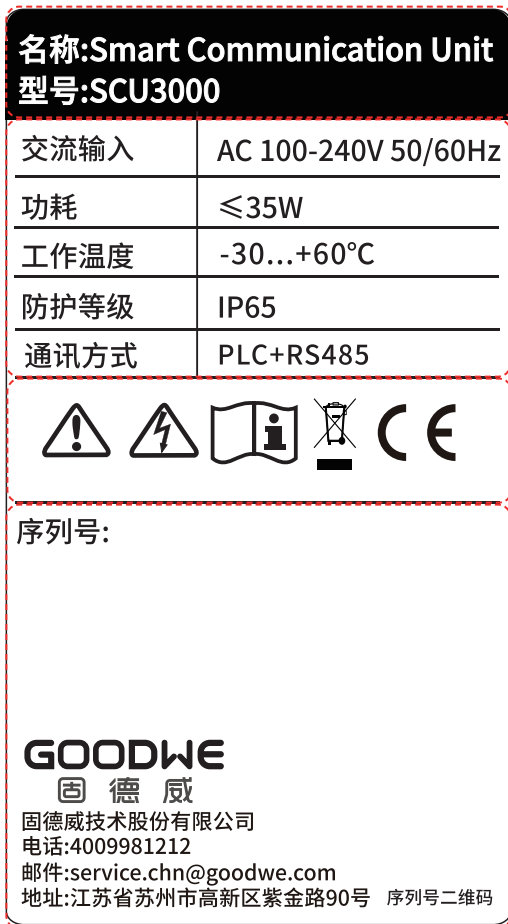 名称:Smart Communication Unit
型号:SCU3000
交流输入 AC 100-240V 50/60Hz
功耗 ≤35W
工作温度 -30...+60℃
防护等级 IP65
通讯方式 PLC+RS485
序列号:
GOODWE
固德威
固德威技术股份有限公司
电话:4009981212
邮件:service.chn@goodwe.com
地址:江苏省苏州市高新区紫金路90号 序列号二维码